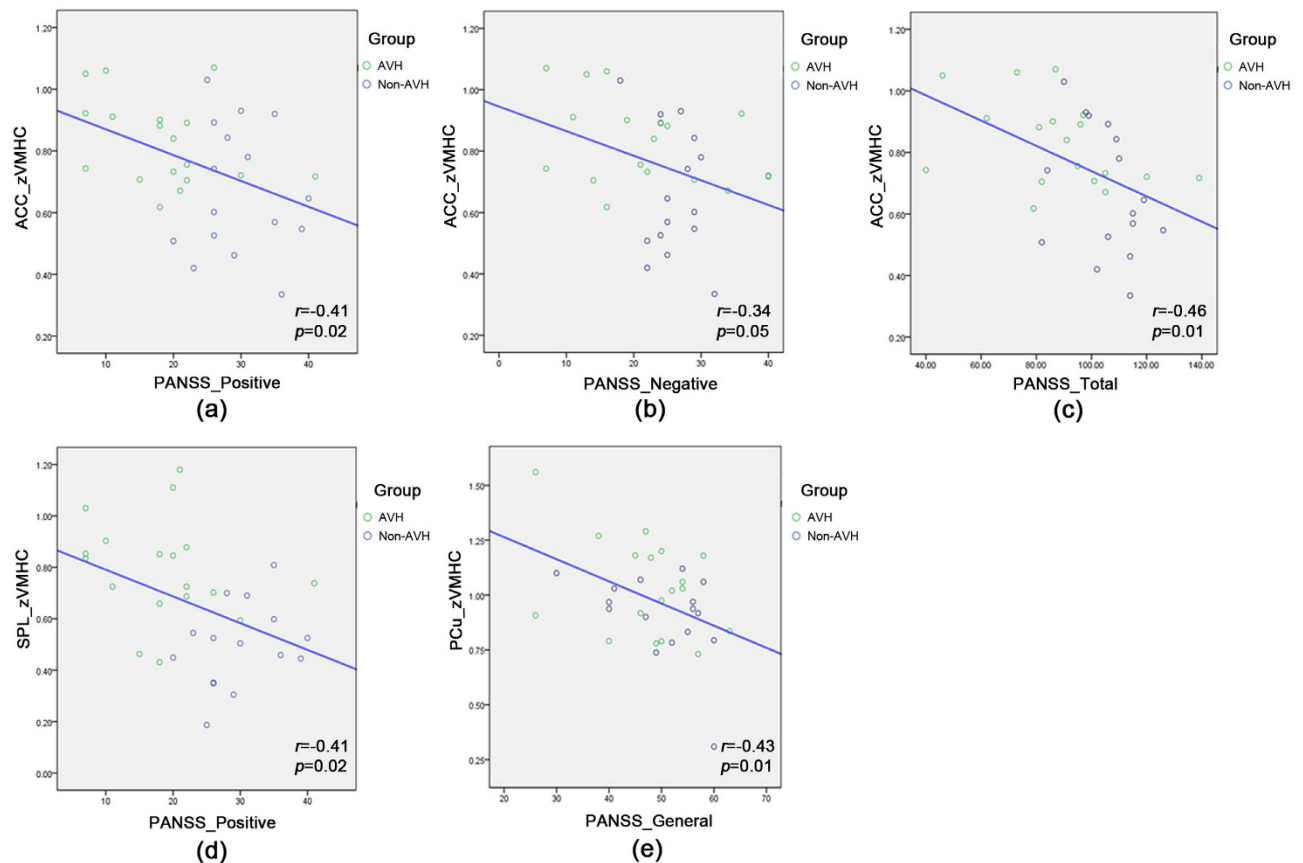 1.20
1.00
0.80
0.60
0.40
0.20
ACC_zVMHC
10 20 30 40
PANSS_Positive
r=-0.41
p=0.02
Group
AVH
Non-AVH
(a)
1.20
1.00
0.80
0.60
0.40
0.20
ACC_zVMHC
0 10 20 30 40
PANSS_Negative
r=-0.34
p=0.05
Group
AVH
Non-AVH
(b)
1.20
1.00
0.80
0.60
0.40
0.20
ACC_zVMHC
40.00 60.00 80.00 100.00 120.00 140.00
PANSS_Total
r=-0.46
p=0.01
Group
AVH
Non-AVH
(c)
1.20
1.00
0.80
0.60
0.40
0.20
0.00
SPL_zVMHC
10 20 30 40
PANSS_Positive
r=-0.41
p=0.02
Group
AVH
Non-AVH
(d)
1.50
1.25
1.00
0.75
0.50
0.25
PCu_zVMHC
20 30 40 50 60 70
PANSS_General
r=-0.43
p=0.01
Group
AVH
Non-AVH
(e)